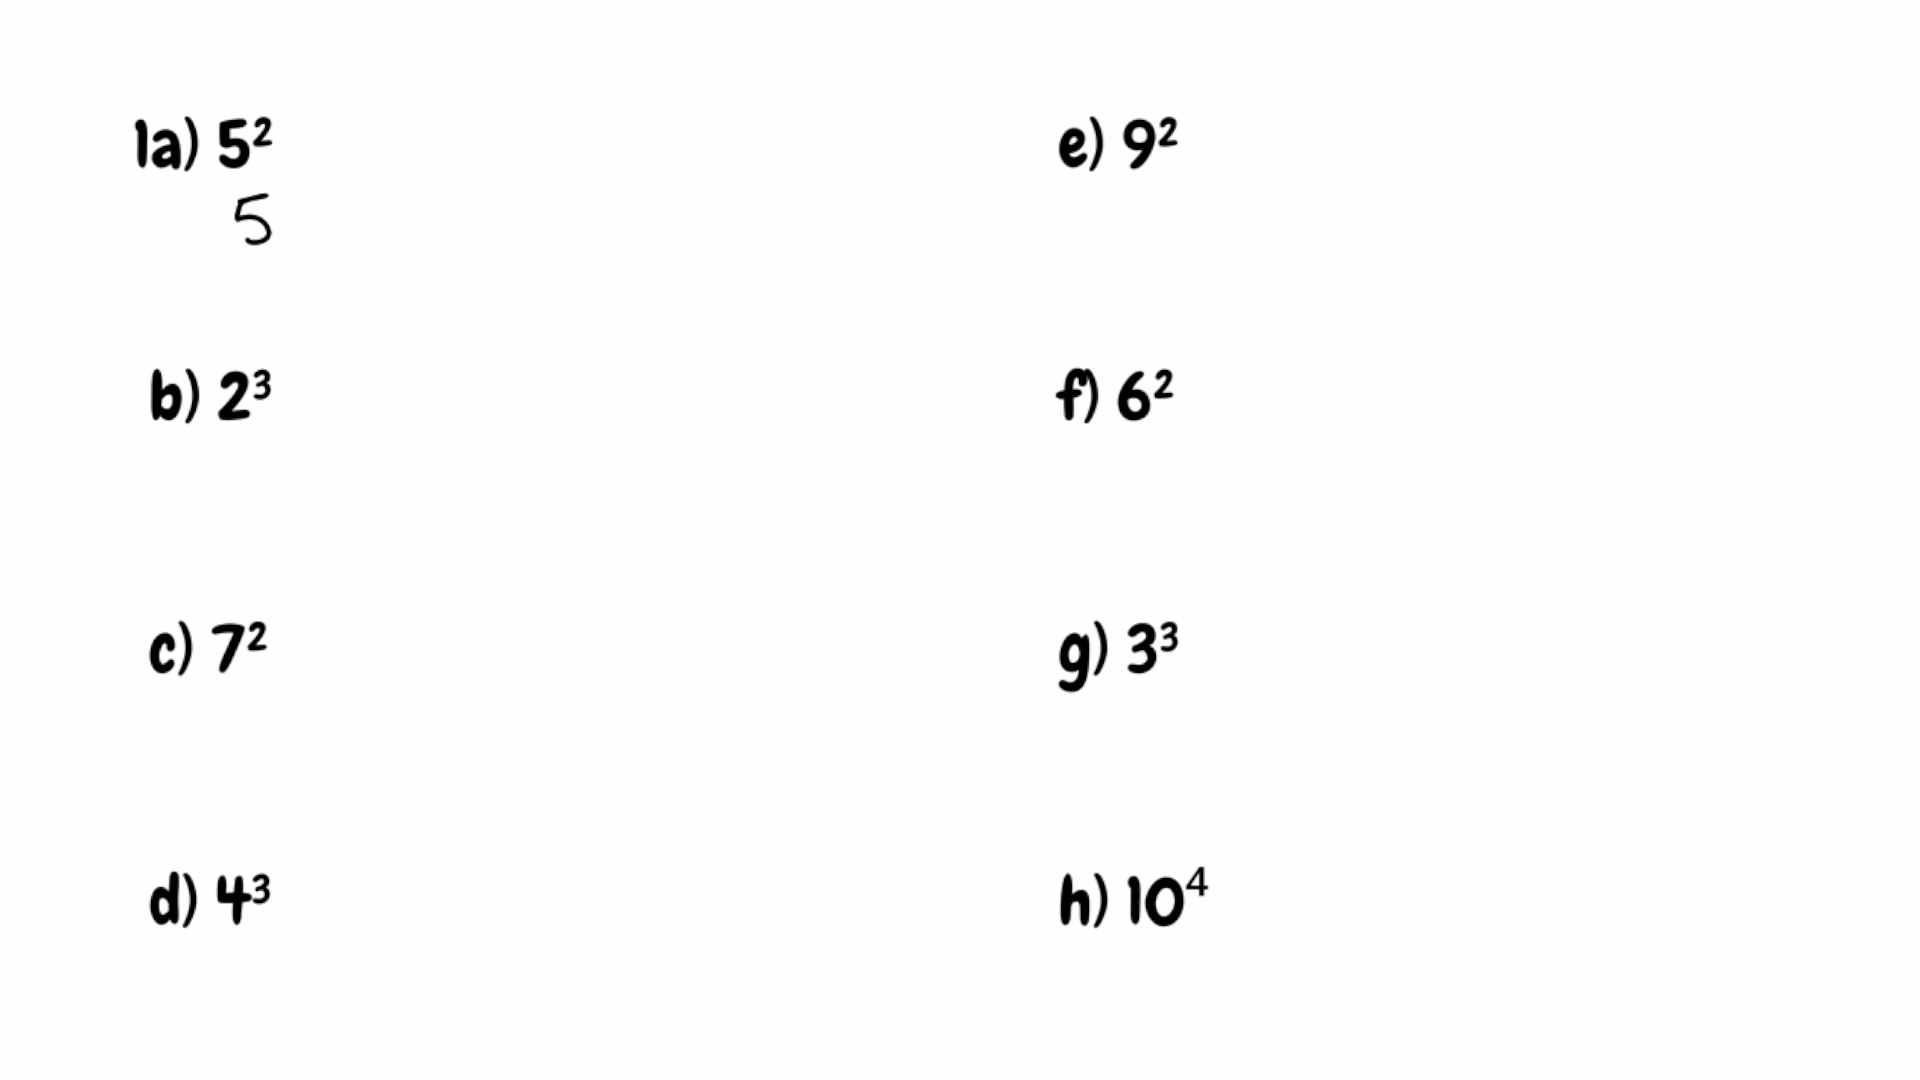 1a) 5²
5
b) 2³
c) 7²
d) 4³
e) 9²
f) 6²
g) 3³
h) 10⁴